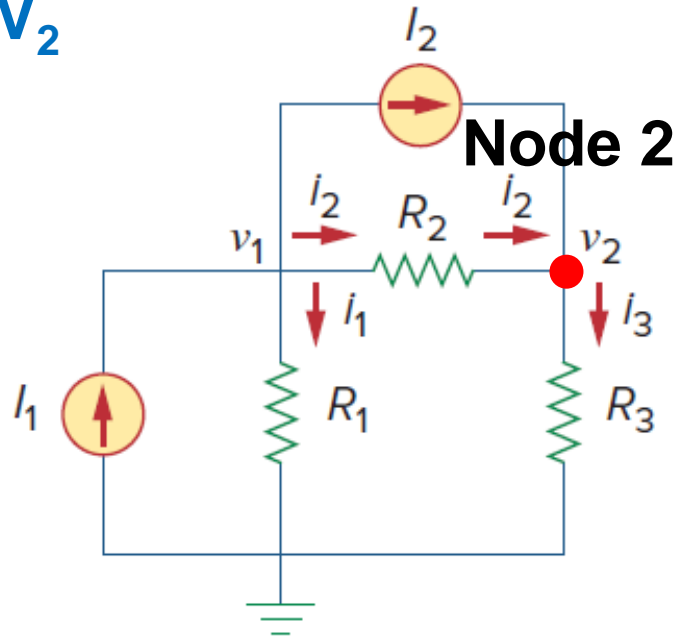 V₂
I₂
Node 2
i₂
R₂
i₂
v₁
v₂
i₁
i₃
I₁
R₁
R₃